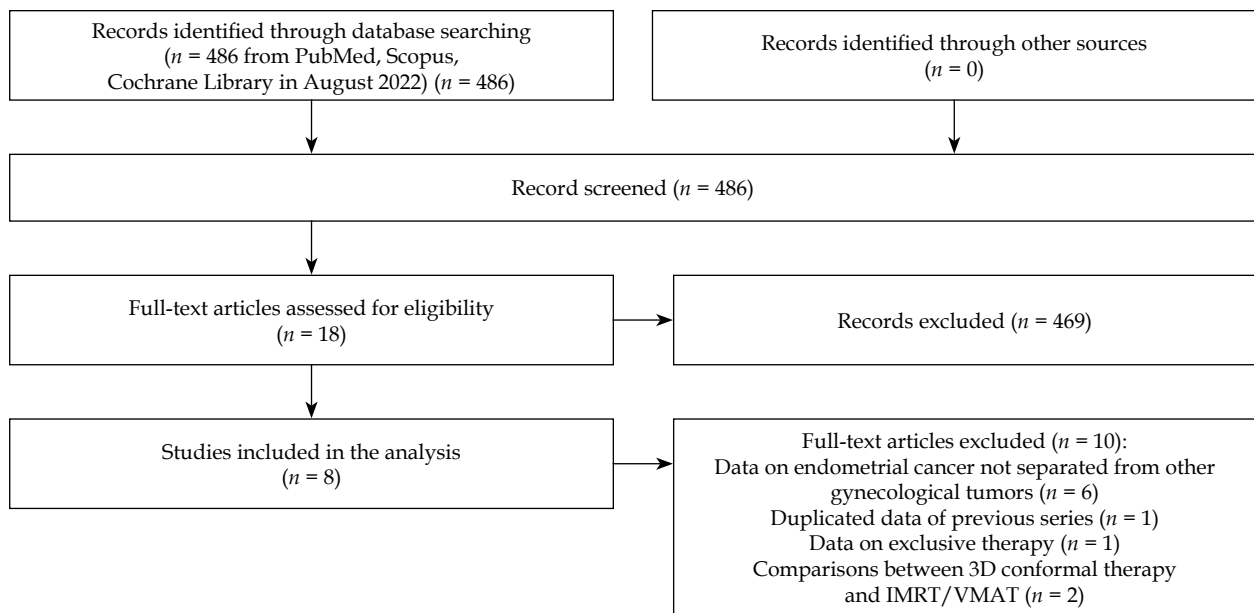 Records identified through database searching
(n = 486 from PubMed, Scopus,
Cochrane Library in August 2022) (n = 486)
Records identified through other sources
(n = 0)
Record screened (n = 486)
Full-text articles assessed for eligibility
(n = 18)
Records excluded (n = 469)
Studies included in the analysis
(n = 8)
Full-text articles excluded (n = 10):
Data on endometrial cancer not separated from other
gynecological tumors (n = 6)
Duplicated data of previous series (n = 1)
Data on exclusive therapy (n = 1)
Comparisons between 3D conformal therapy
and IMRT/VMAT (n = 2)